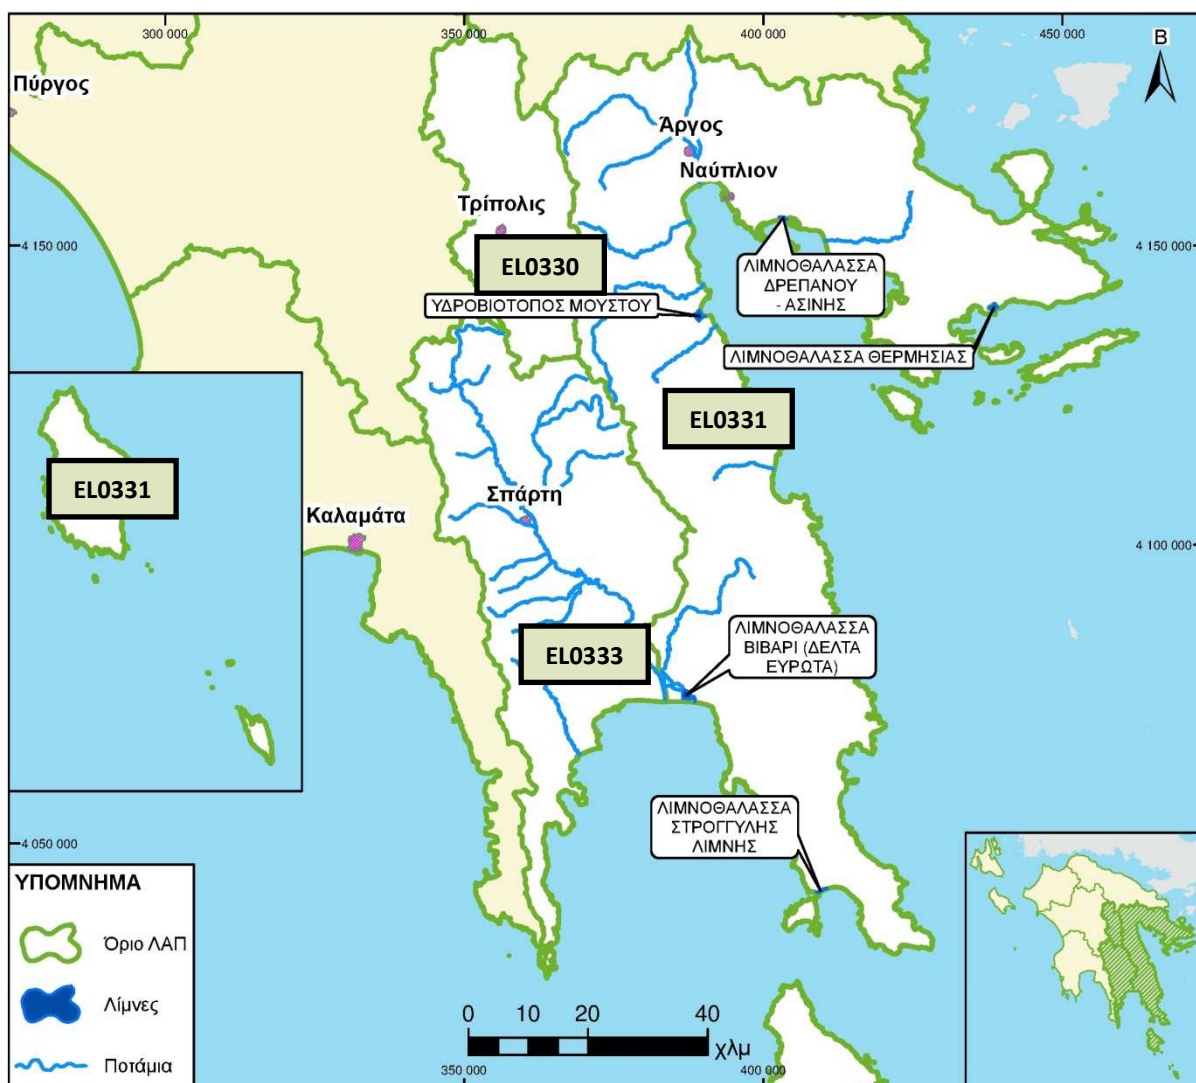 300 000
350 000
400 000
450 000
Β
Πύργος
Άργος
Ναύπλιον
Τρίπολις
4 150 000
EL0330
4 150 000
ΛΙΜΝΟΘΑΛΑΣΣΑ
ΔΡΕΠΑΝΟΥ
- ΑΣΙΝΗΣ
ΥΔΡΟΒΙΟΤΟΠΟΣ ΜΟΥΣΤΟΥ
ΛΙΜΝΟΘΑΛΑΣΣΑ ΘΕΡΜΗΣΙΑΣ
EL0331
EL0331
Σπάρτη
Καλαμάτα
4 100 000
EL0333
ΛΙΜΝΟΘΑΛΑΣΣΑ
ΒΙΒΑΡΙ (ΔΕΛΤΑ
ΕΥΡΩΤΑ)
ΛΙΜΝΟΘΑΛΑΣΣΑ
ΣΤΡΟΓΓΥΛΗΣ
ΛΙΜΝΗΣ
4 050 000
ΥΠΟΜΝΗΜΑ
Όριο ΛΑΠ
Λίμνες
Ποτάμια
0 10 20 40
χλμ
350 000
400 000